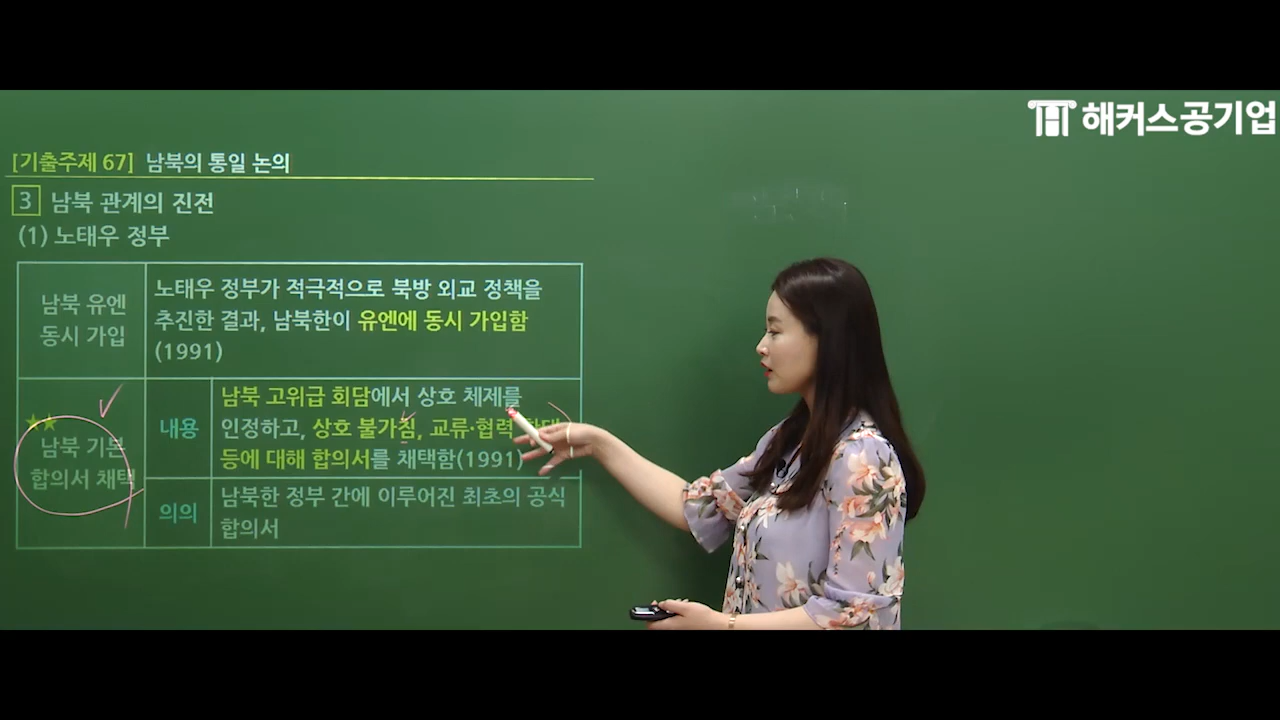 해커스공기업
[기출주제 67] 남북의 통일 논의
3 남북 관계의 진전
(1) 노태우 정부
남북 유엔
동시 가입
노태우 정부가 적극적으로 북방 외교 정책을
추진한 결과, 남북한이 유엔에 동시 가입함
(1991)
★★
남북 기본
합의서 채택
내용
남북 고위급 회담에서 상호 체제를
인정하고, 상호 불가침, 교류·협력
등에 대해 합의서를 채택함(1991)
의의
남북한 정부 간에 이루어진 최초의 공식
합의서